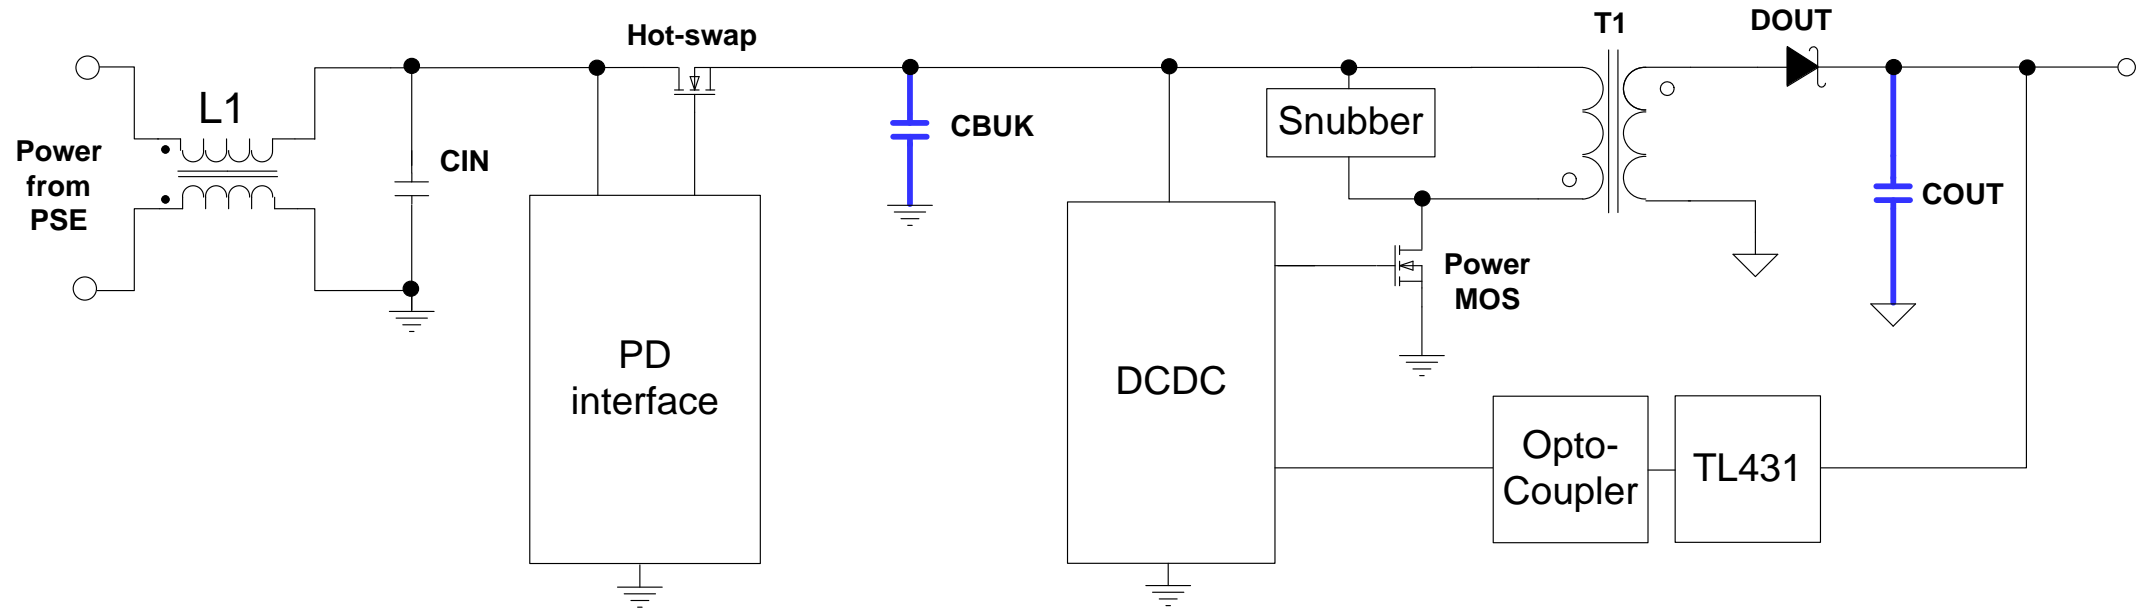 Hot-swap
T1
DOUT
L1
Power
from
PSE
CIN
CBUK
Snubber
COUT
Power
MOS
PD
interface
DCDC
Opto-
Coupler
TL431